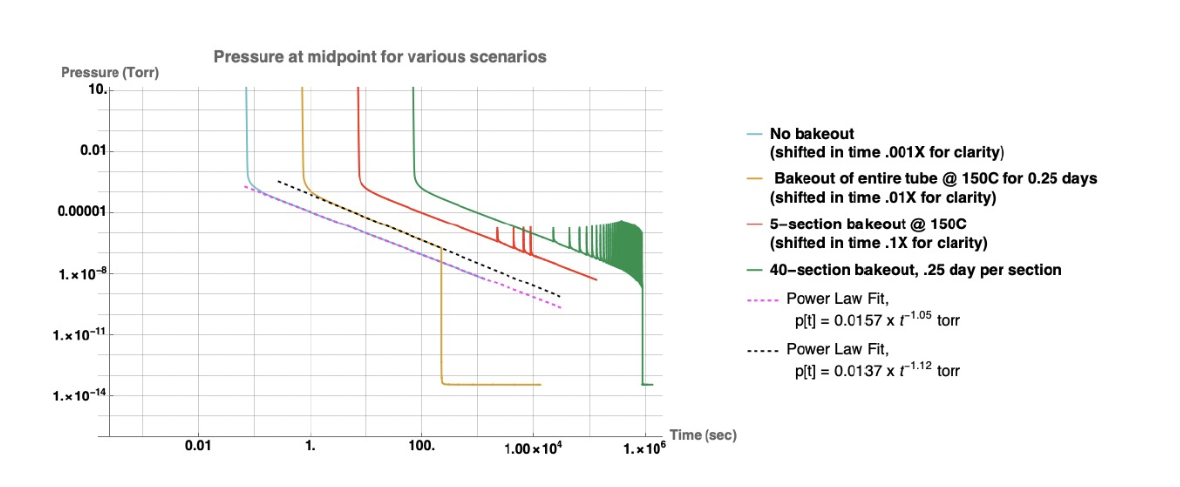 Pressure at midpoint for various scenarios
Pressure (Torr)
10.
0.01
0.00001
1.×10⁻⁸
1.×10⁻¹¹
1.×10⁻¹⁴
0.01
1.
100.
1.00×10⁴
1.×10⁶
Time (sec)
No bakeout
(shifted in time .001X for clarity)
Bakeout of entire tube @ 150C for 0.25 days
(shifted in time .01X for clarity)
5-section bakeout @ 150C
(shifted in time .1X for clarity)
40-section bakeout, .25 day per section
Power Law Fit,
p[t] = 0.0157 x t⁻¹·⁰⁵ torr
Power Law Fit,
p[t] = 0.0137 x t⁻¹·¹² torr